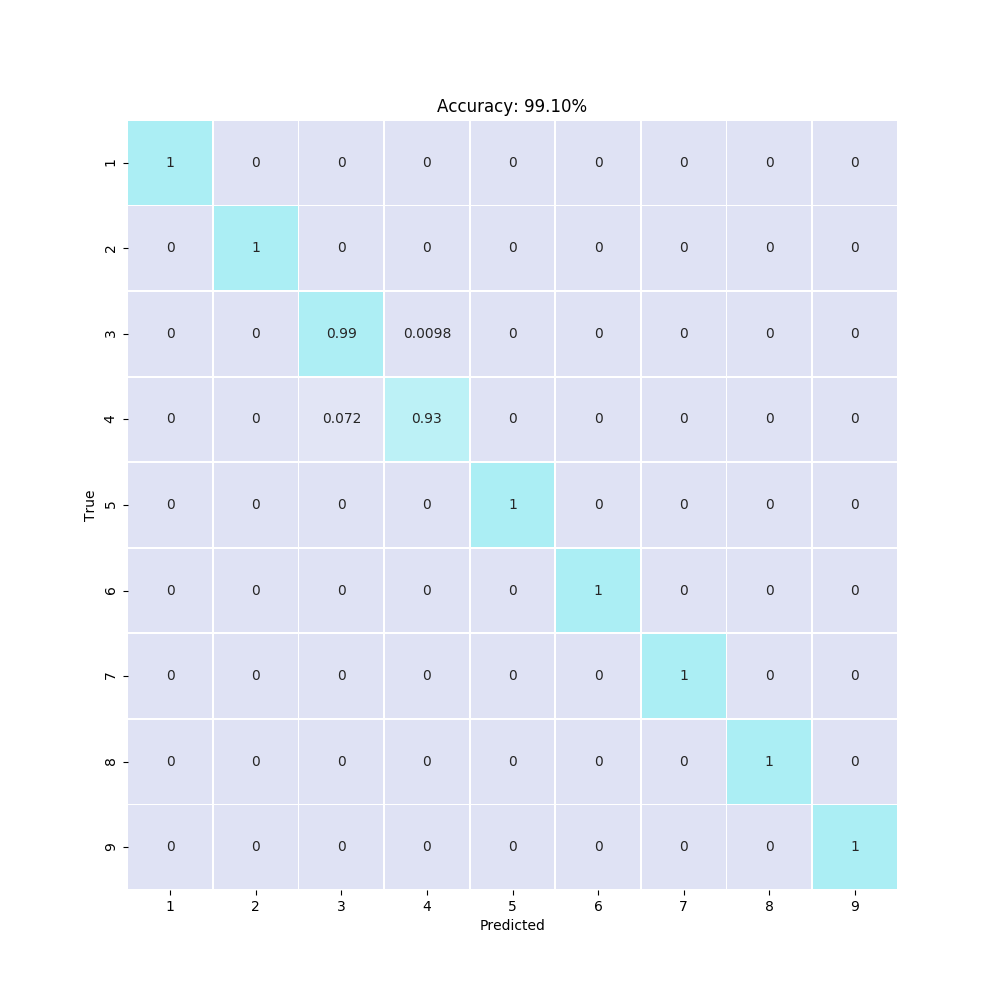 Accuracy: 99.10%
1 1 0 0 0 0 0 0 0 0
2 0 1 0 0 0 0 0 0 0
3 0 0 0.99 0.0098 0 0 0 0 0
4 0 0 0.072 0.93 0 0 0 0 0
True
5 0 0 0 0 1 0 0 0 0
6 0 0 0 0 0 1 0 0 0
7 0 0 0 0 0 0 1 0 0
8 0 0 0 0 0 0 0 1 0
9 0 0 0 0 0 0 0 0 1
1 2 3 4 5 6 7 8 9
Predicted